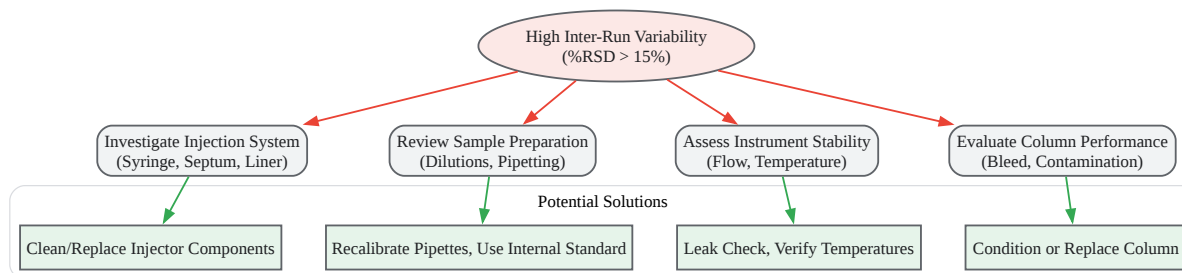 High Inter-Run Variability
(%RSD > 15%)
Investigate Injection System
(Syringe, Septum, Liner)
Review Sample Preparation
(Dilutions, Pipetting)
Assess Instrument Stability
(Flow, Temperature)
Evaluate Column Performance
(Bleed, Contamination)
Potential Solutions
Clean/Replace Injector Components
Recalibrate Pipettes, Use Internal Standard
Leak Check, Verify Temperatures
Condition or Replace Column